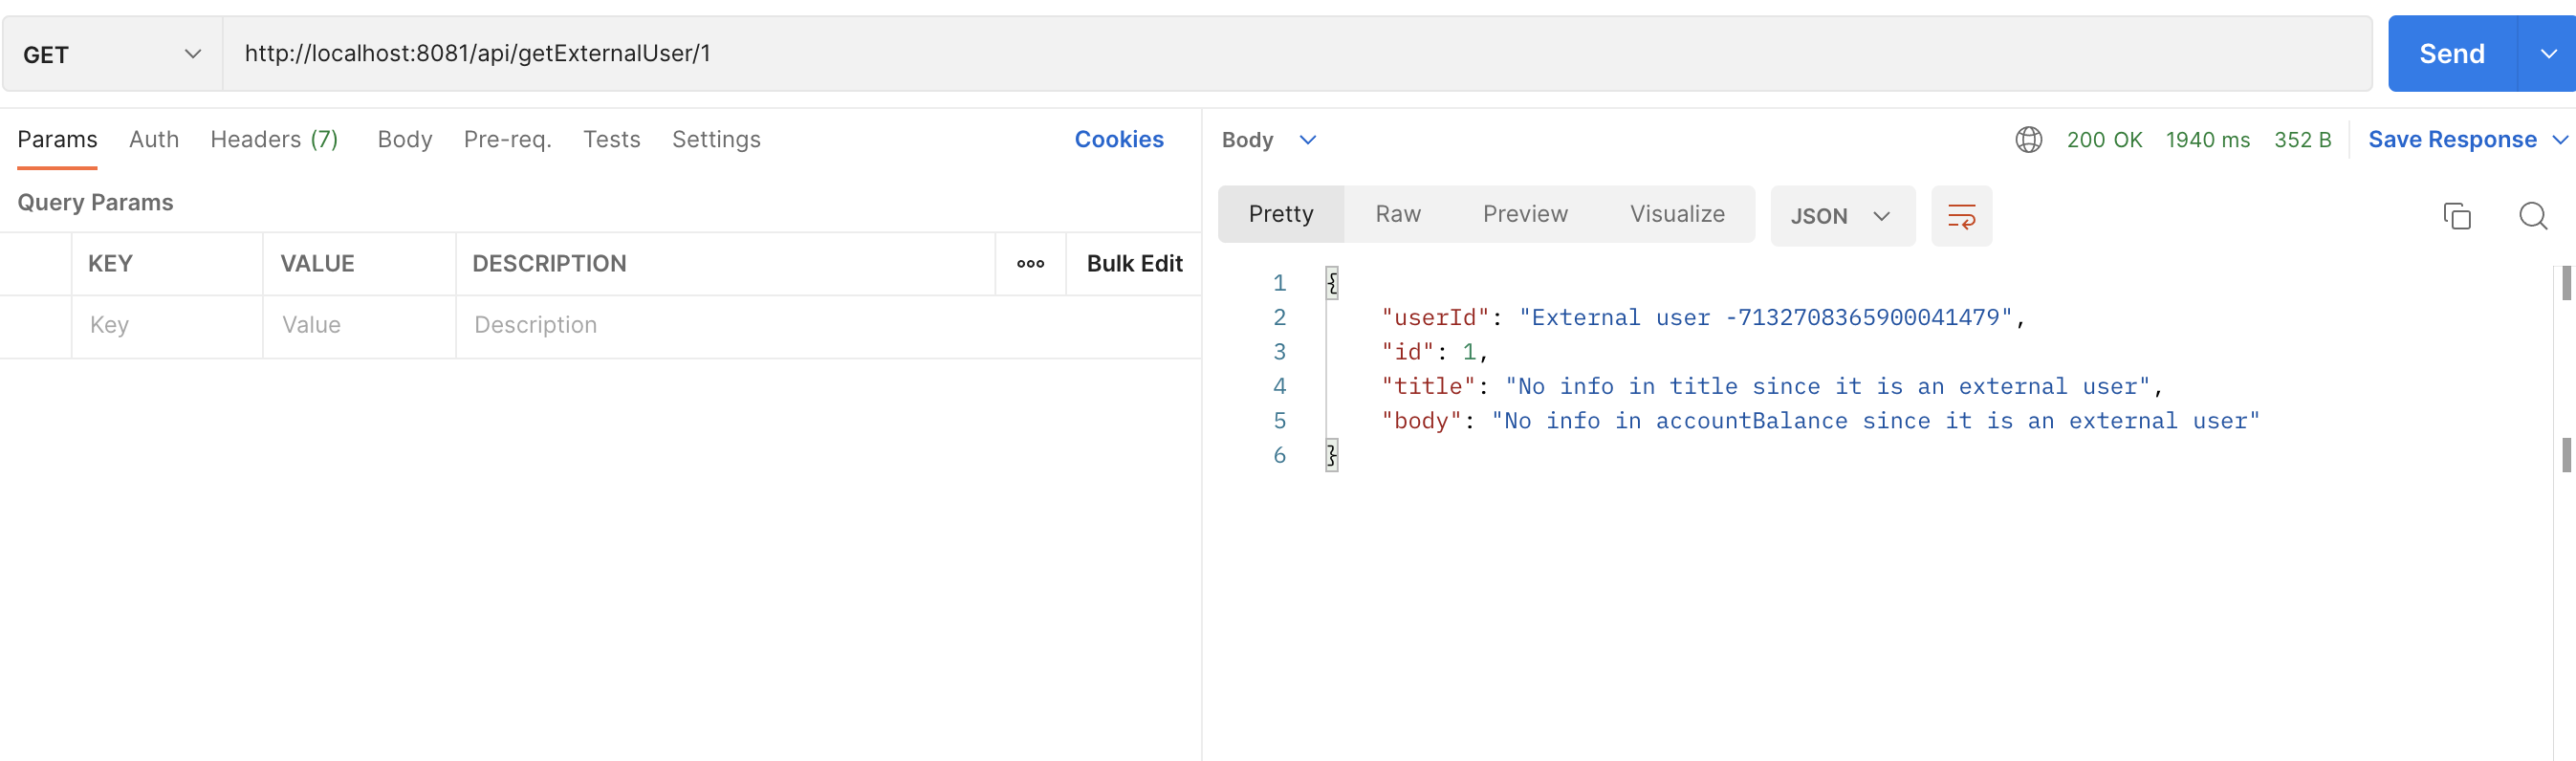 GET http://localhost:8081/api/getExternalUser/1 Send
Params Auth Headers (7) Body Pre-req. Tests Settings Cookies
Query Params
KEY VALUE DESCRIPTION ooo Bulk Edit
Key Value Description
Body 200 OK 1940 ms 352 B Save Response
Pretty Raw Preview Visualize JSON
1 {
2 "userId": "External user -7132708365900041479",
3 "id": 1,
4 "title": "No info in title since it is an external user",
5 "body": "No info in accountBalance since it is an external user"
6 }